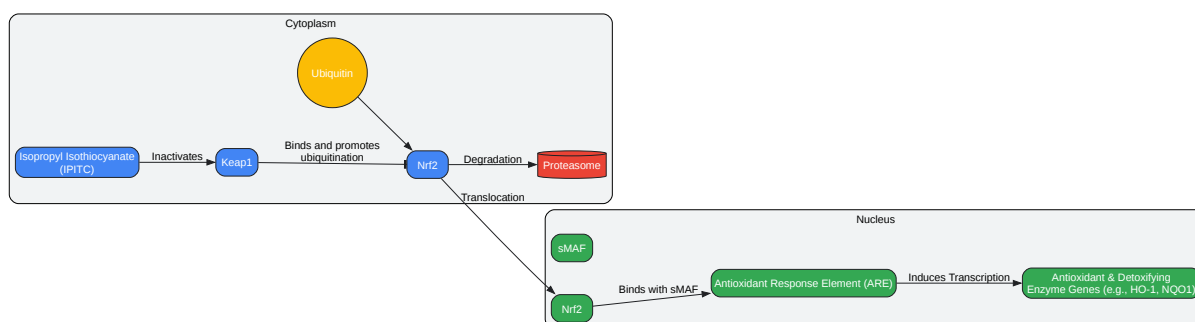 Cytoplasm
Ubiquitin
Isopropyl Isothiocyanate
(IPITC)
Inactivates
Keap1
Binds and promotes
ubiquitination
Nrf2
Degradation
Proteasome
Translocation
Nucleus
sMAF
Nrf2
Binds with sMAF
Antioxidant Response Element (ARE)
Induces Transcription
Antioxidant & Detoxifying
Enzyme Genes (e.g., HO-1, NQO1)